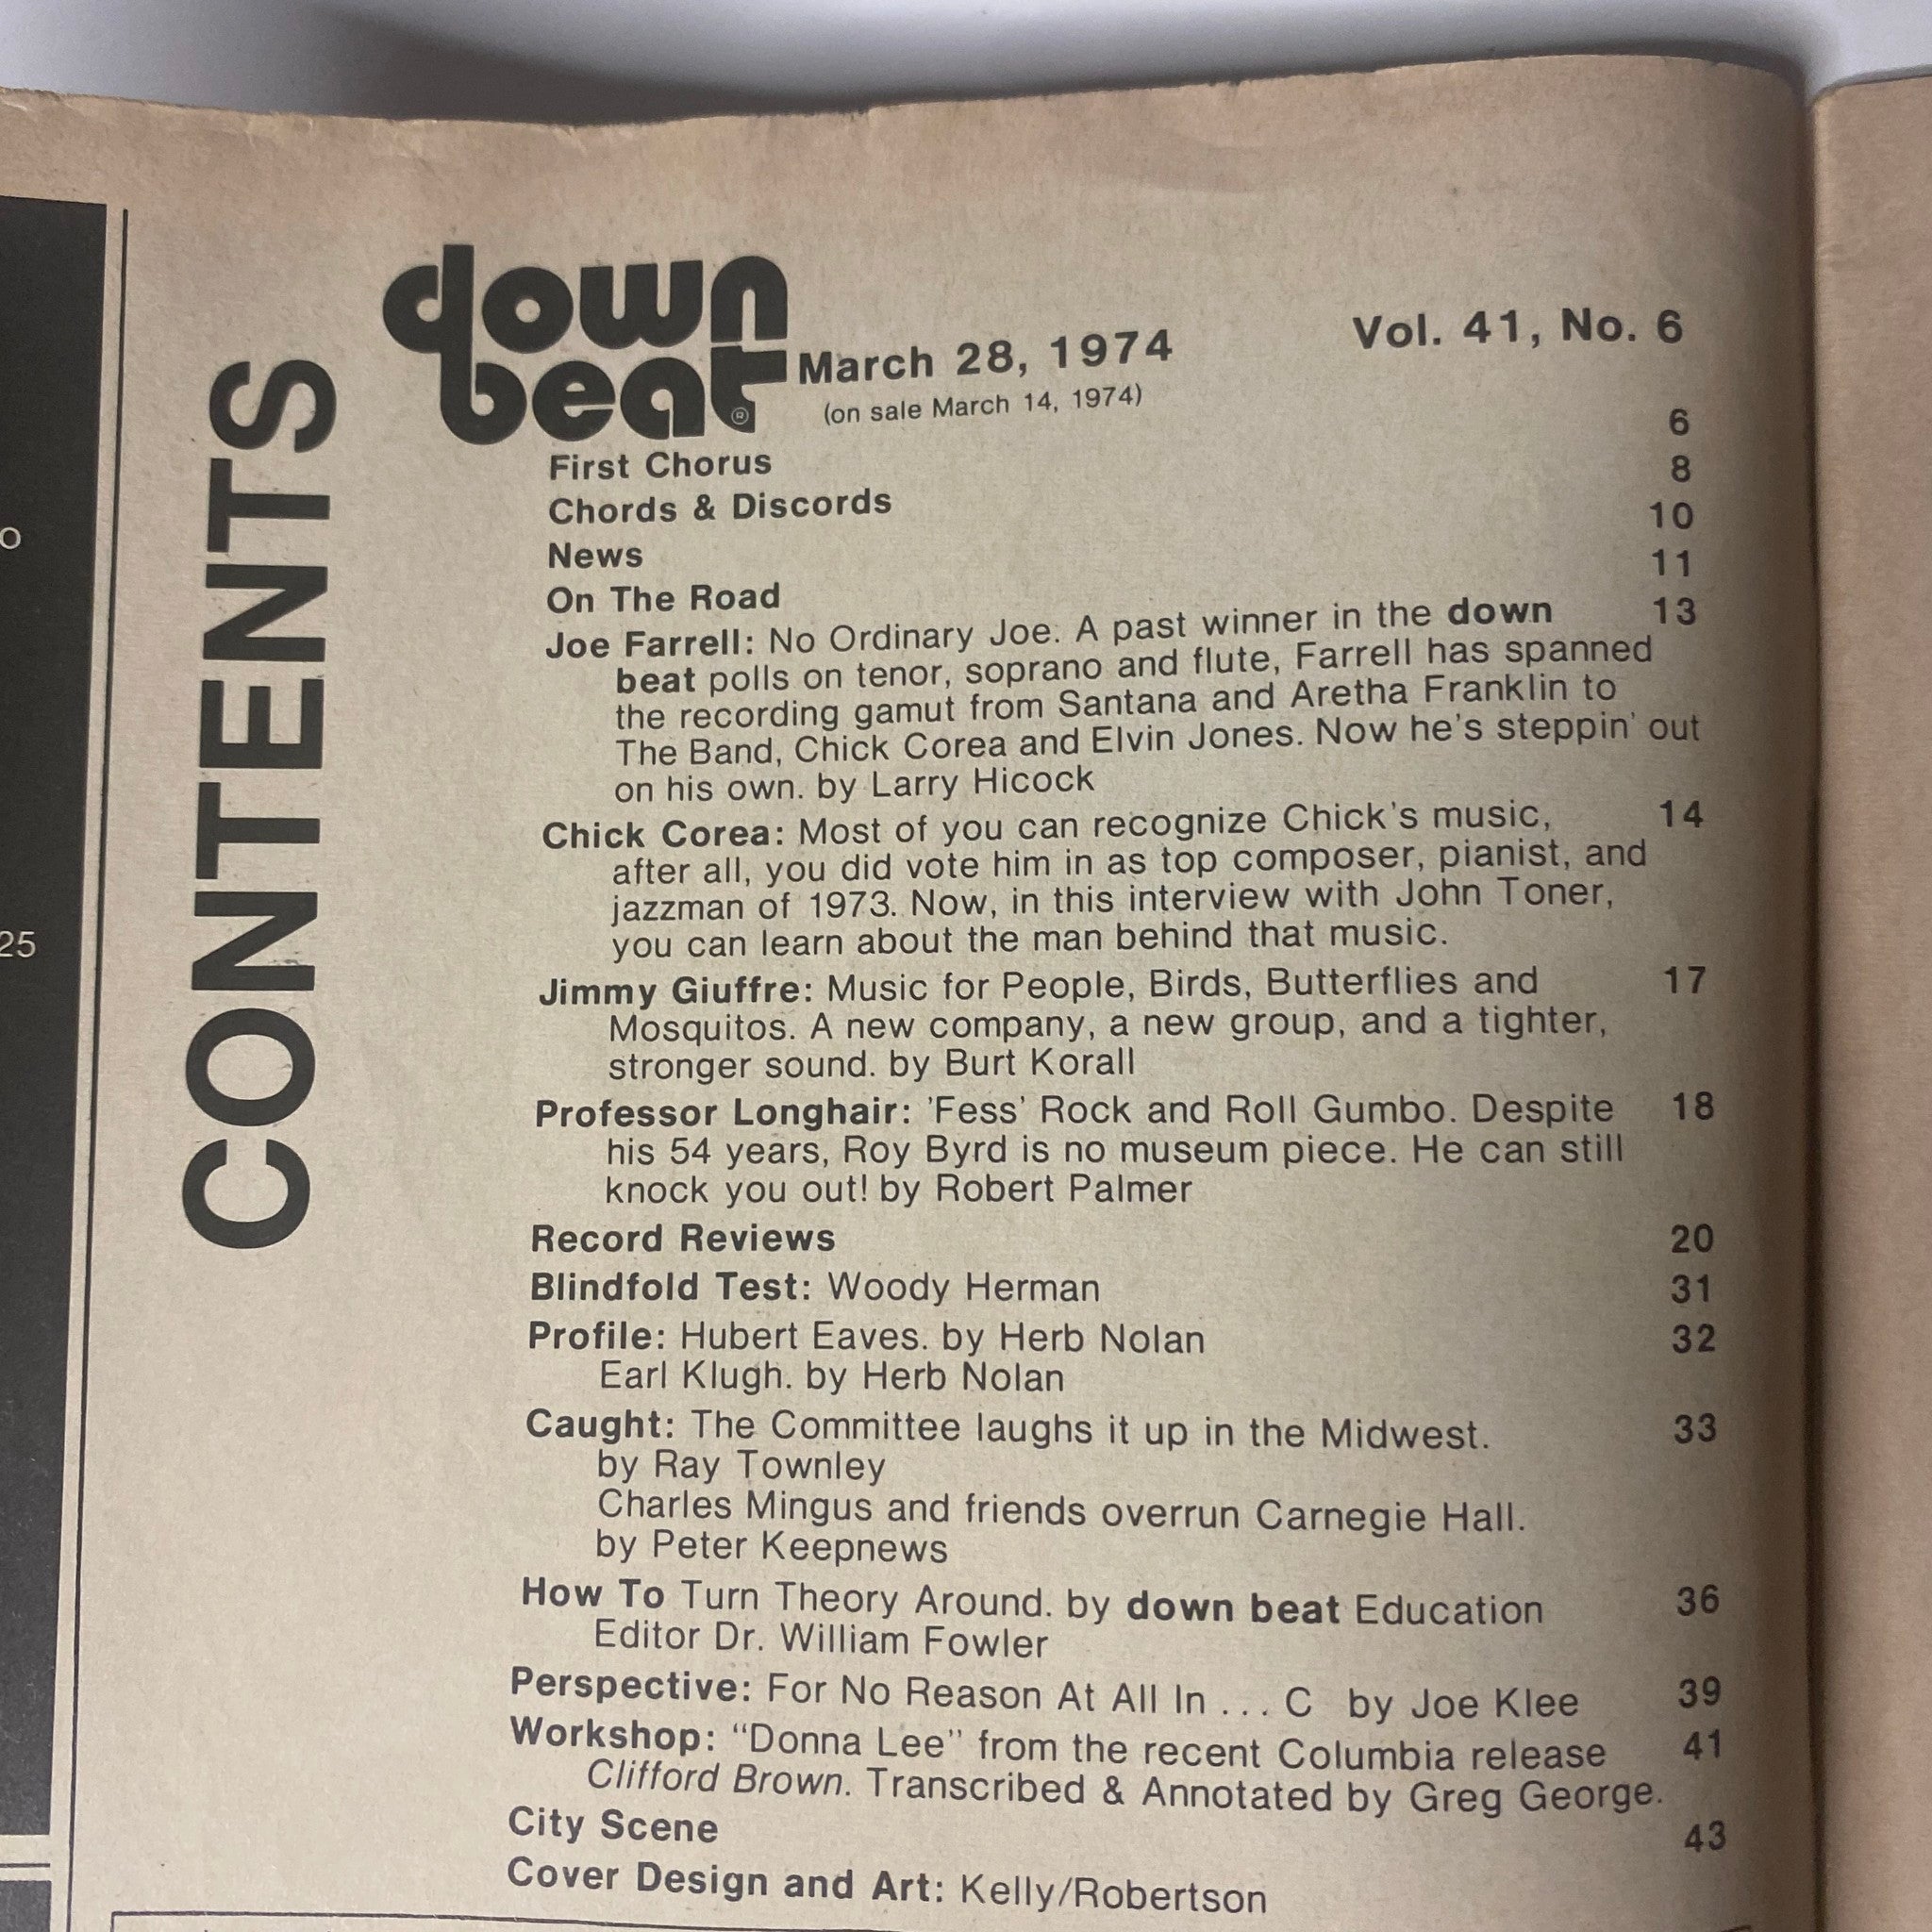 CONTENTS
down
beat®
March 28, 1974
(on sale March 14, 1974)
Vol. 41, No. 6
First Chorus 6
Chords & Discords 8
News 10
On The Road 11
Joe Farrell: No Ordinary Joe. A past winner in the down 13
beat polls on tenor, soprano and flute, Farrell has spanned
the recording gamut from Santana and Aretha Franklin to
The Band, Chick Corea and Elvin Jones. Now he's steppin' out
on his own. by Larry Hicock
Chick Corea: Most of you can recognize Chick's music, 14
after all, you did vote him in as top composer, pianist, and
jazzman of 1973. Now, in this interview with John Toner,
you can learn about the man behind that music.
Jimmy Giuffre: Music for People, Birds, Butterflies and 17
Mosquitos. A new company, a new group, and a tighter,
stronger sound. by Burt Korall
Professor Longhair: 'Fess' Rock and Roll Gumbo. Despite 18
his 54 years, Roy Byrd is no museum piece. He can still
knock you out! by Robert Palmer
Record Reviews 20
Blindfold Test: Woody Herman 31
Profile: Hubert Eaves. by Herb Nolan 32
Earl Klugh. by Herb Nolan
Caught: The Committee laughs it up in the Midwest. 33
by Ray Townley
Charles Mingus and friends overrun Carnegie Hall.
by Peter Keepnews
How To Turn Theory Around. by down beat Education 36
Editor Dr. William Fowler
Perspective: For No Reason At All In . . . C by Joe Klee 39
Workshop: "Donna Lee" from the recent Columbia release 41
Clifford Brown. Transcribed & Annotated by Greg George.
City Scene 43
Cover Design and Art: Kelly/Robertson
25